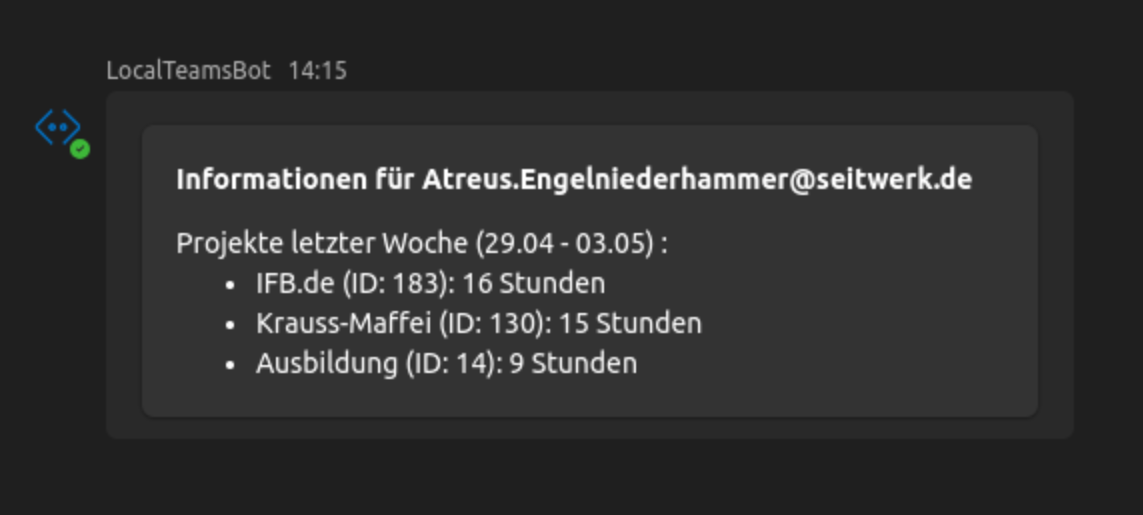 LocalTeamsBot 14:15
Informationen für Atreus.Engelniederhammer@seitwerk.de
Projekte letzter Woche (29.04 - 03.05) :
• IFB.de (ID: 183): 16 Stunden
• Krauss-Maffei (ID: 130): 15 Stunden
• Ausbildung (ID: 14): 9 Stunden